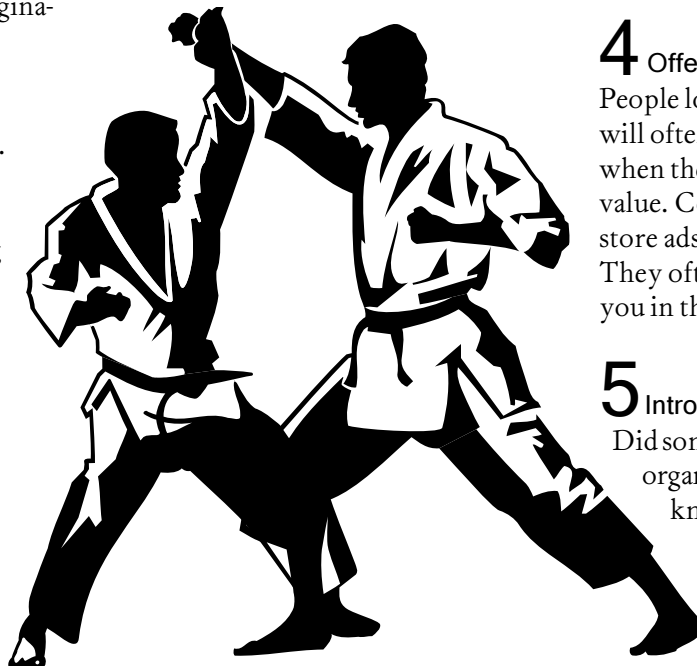 gina-
.
4 Offe
People lo
will ofte
when the
value. C
store ads
They oft
you in th
5 Intro
Did som
organ
kn